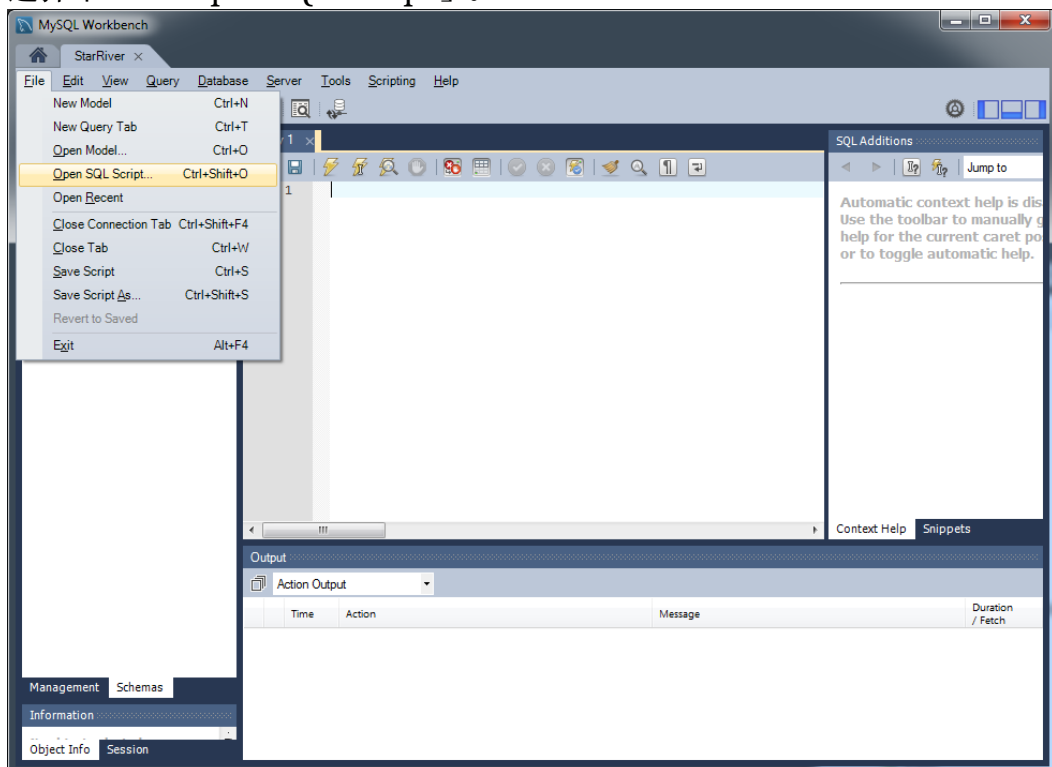 MySQL Workbench
StarRiver
File Edit View Query Database Server Tools Scripting Help
New Model Ctrl+N
New Query Tab Ctrl+T
Open Model... Ctrl+O
Open SQL Script... Ctrl+Shift+O
Open Recent
Close Connection Tab Ctrl+Shift+F4
Close Tab Ctrl+W
Save Script Ctrl+S
Save Script As... Ctrl+Shift+S
Revert to Saved
Exit Alt+F4
1
1
SQL Additions
Jump to
Automatic context help is dis
Use the toolbar to manually g
help for the current caret po
or to toggle automatic help.
Context Help Snippets
Output
Action Output
Time Action Message Duration / Fetch
Management Schemas
Information
Object Info Session